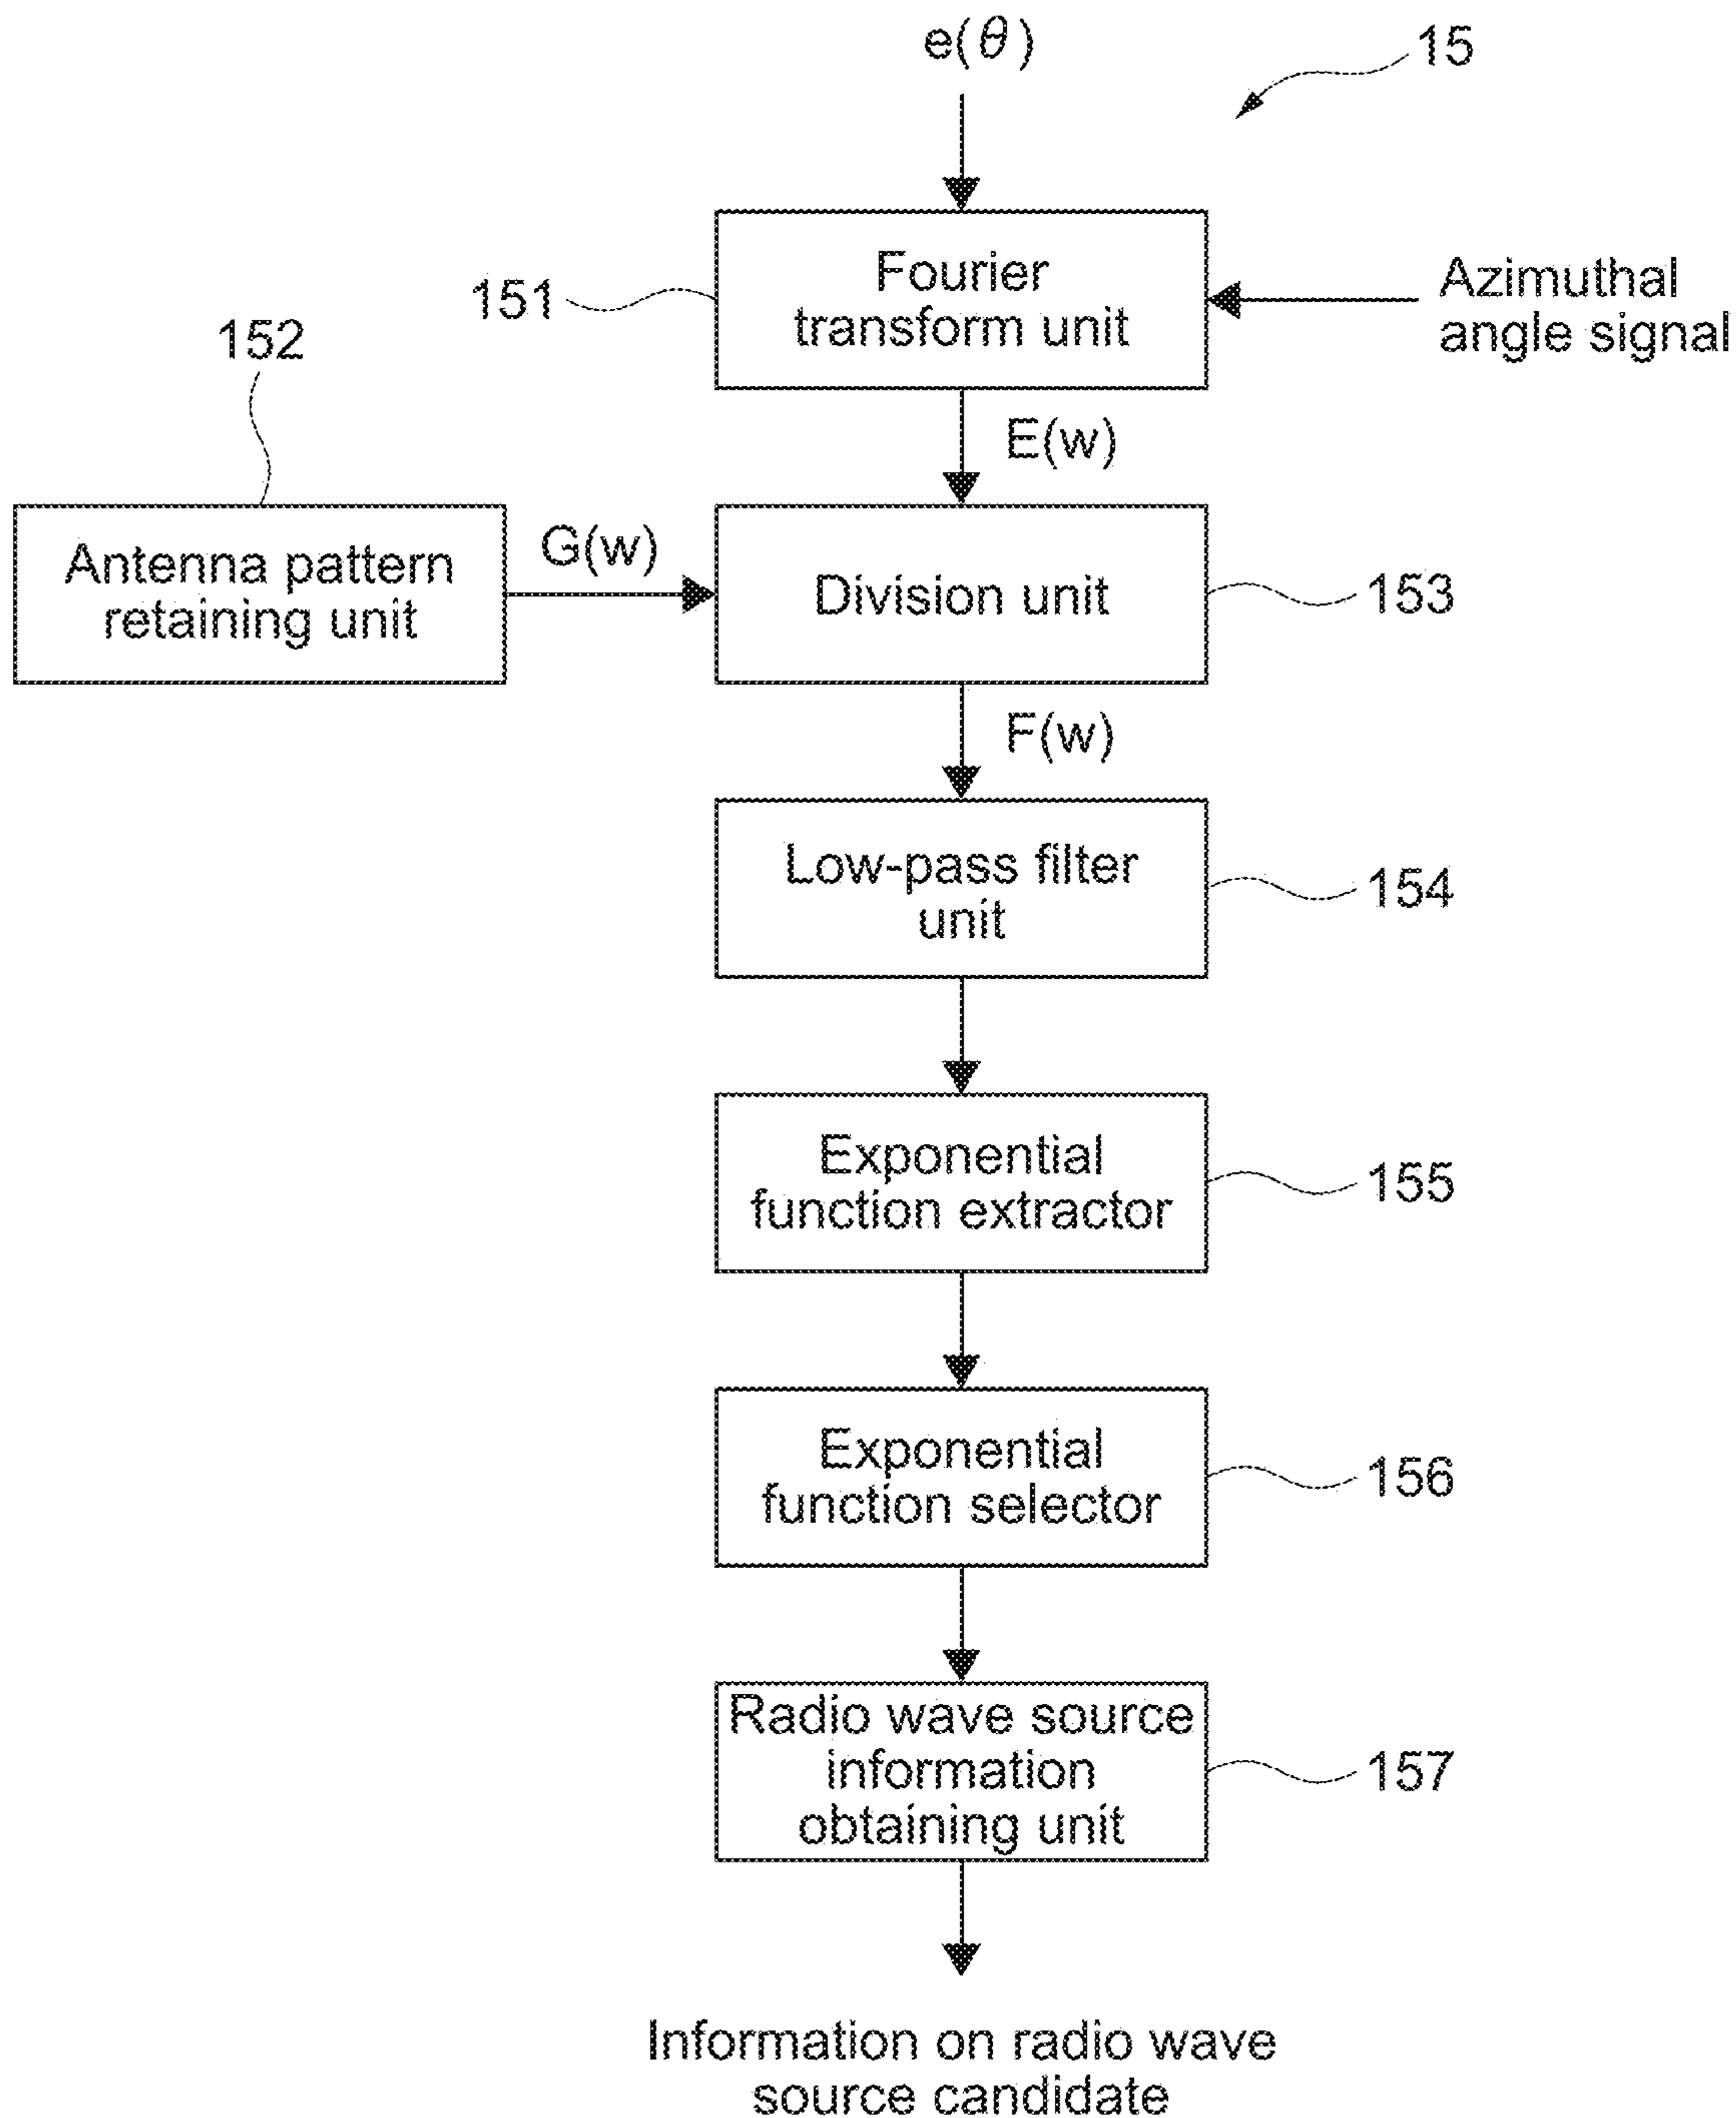 e(θ)
15
Fourier
transform unit
151
Azimuthal
angle signal
152
E(w)
Antenna pattern
retaining unit
G(w)
Division unit
153
F(w)
Low-pass filter
unit
154
Exponential
function extractor
155
Exponential
function selector
156
Radio wave source
information
obtaining unit
157
Information on radio wave
source candidate